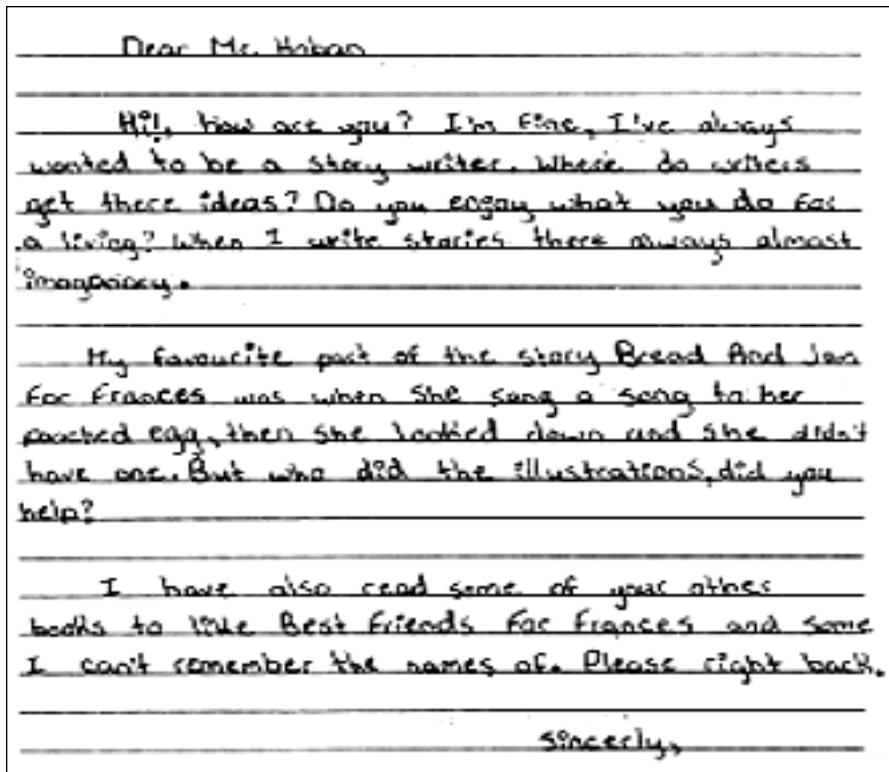 Dear Mr. Hoban
Hi!, how are you? I'm fine, I've always
wanted to be a story writer. Where do writers
get there ideas? Do you enjoy what you do for
a living? When I write stories there always almost
imaganary.
My favourite part of the story Bread And Jam
For Frances was when she sang a song to her
poached egg, then she looked down and she didn't
have one. But who did the illustrations, did you
help?
I have also read some of your other
books to like Best Friends For Frances and some
I can't remember the names of. Please right back.
Sincerly,